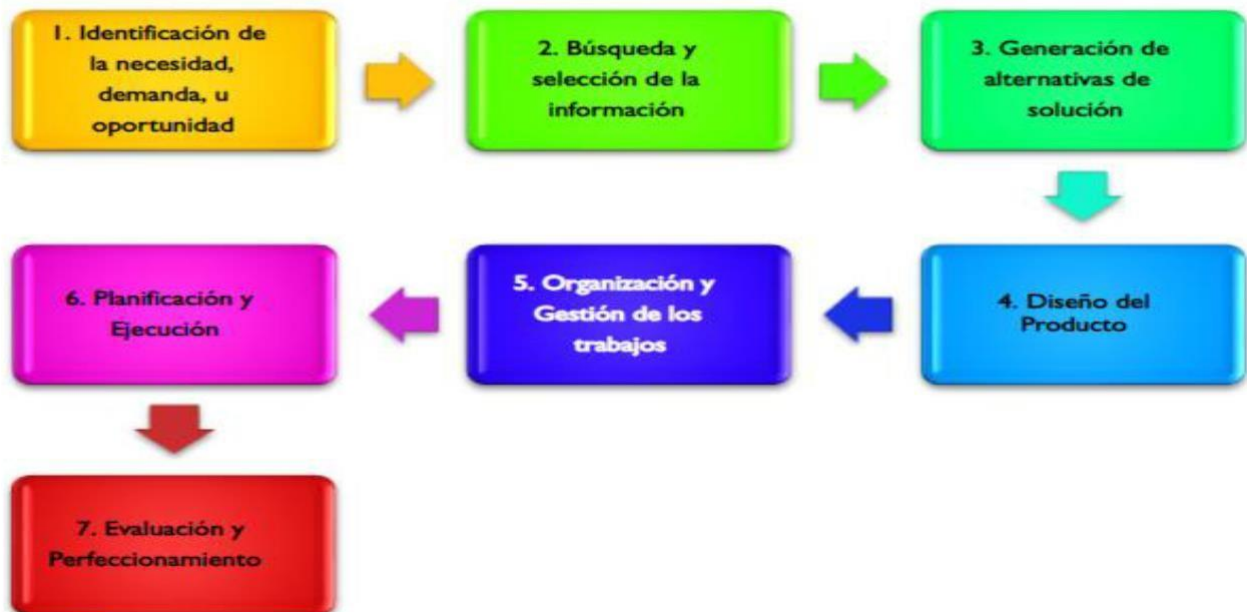 1. Identificación de
la necesidad,
demanda, u
oportunidad
2. Búsqueda y
selección de la
información
3. Generación de
alternativas de
solución
4. Diseño del
Producto
5. Organización y
Gestión de los
trabajos
6. Planificación y
Ejecución
7. Evaluación y
Perfeccionamiento